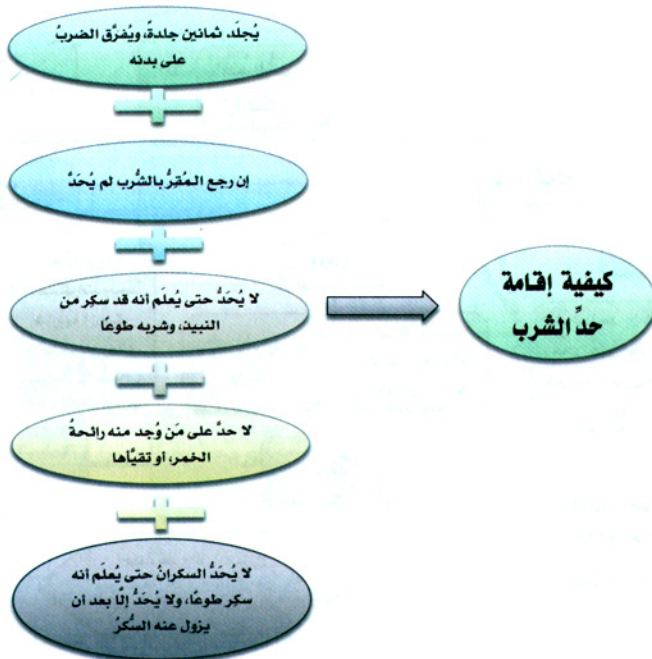 يُجلَد ثمانين جلدةً، ويُفرَّق الضربُ
على بدنه
إن رجع المُقِرُّ بالشُّرب لم يُحَدَّ
لا يُحَدُّ حتى يُعلَم أنه قد سكِر من
النبيذ، وشربه طوعًا
لا حدَّ على مَن وُجد منه رائحةُ
الخمر، أو تقيَّأها
لا يُحَدُّ السكرانُ حتى يُعلَم أنه
سكِر طوعًا، ولا يُحَدُّ إلَّا بعد أن
يزول عنه السُّكرُ
كيفية إقامة
حدِّ الشرب